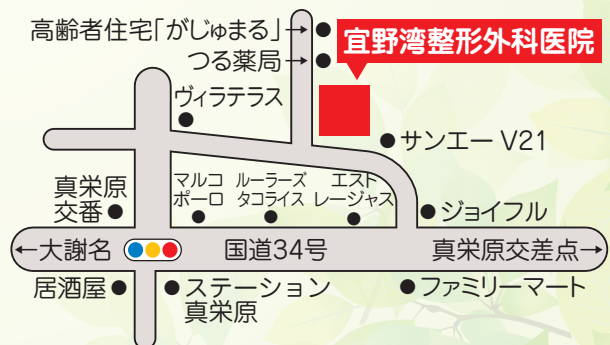 高齢者住宅「がじゅまる」→
宜野湾整形外科医院
つる薬局→
ヴィラテラス
サンエー V21
真栄原
交番
マルコ
ポーロ
ルーラーズ
タコライス
エスト
レージャス
ジョイフル
←大謝名
国道34号
真栄原交差点→
居酒屋
ステーション
真栄原
ファミリーマート